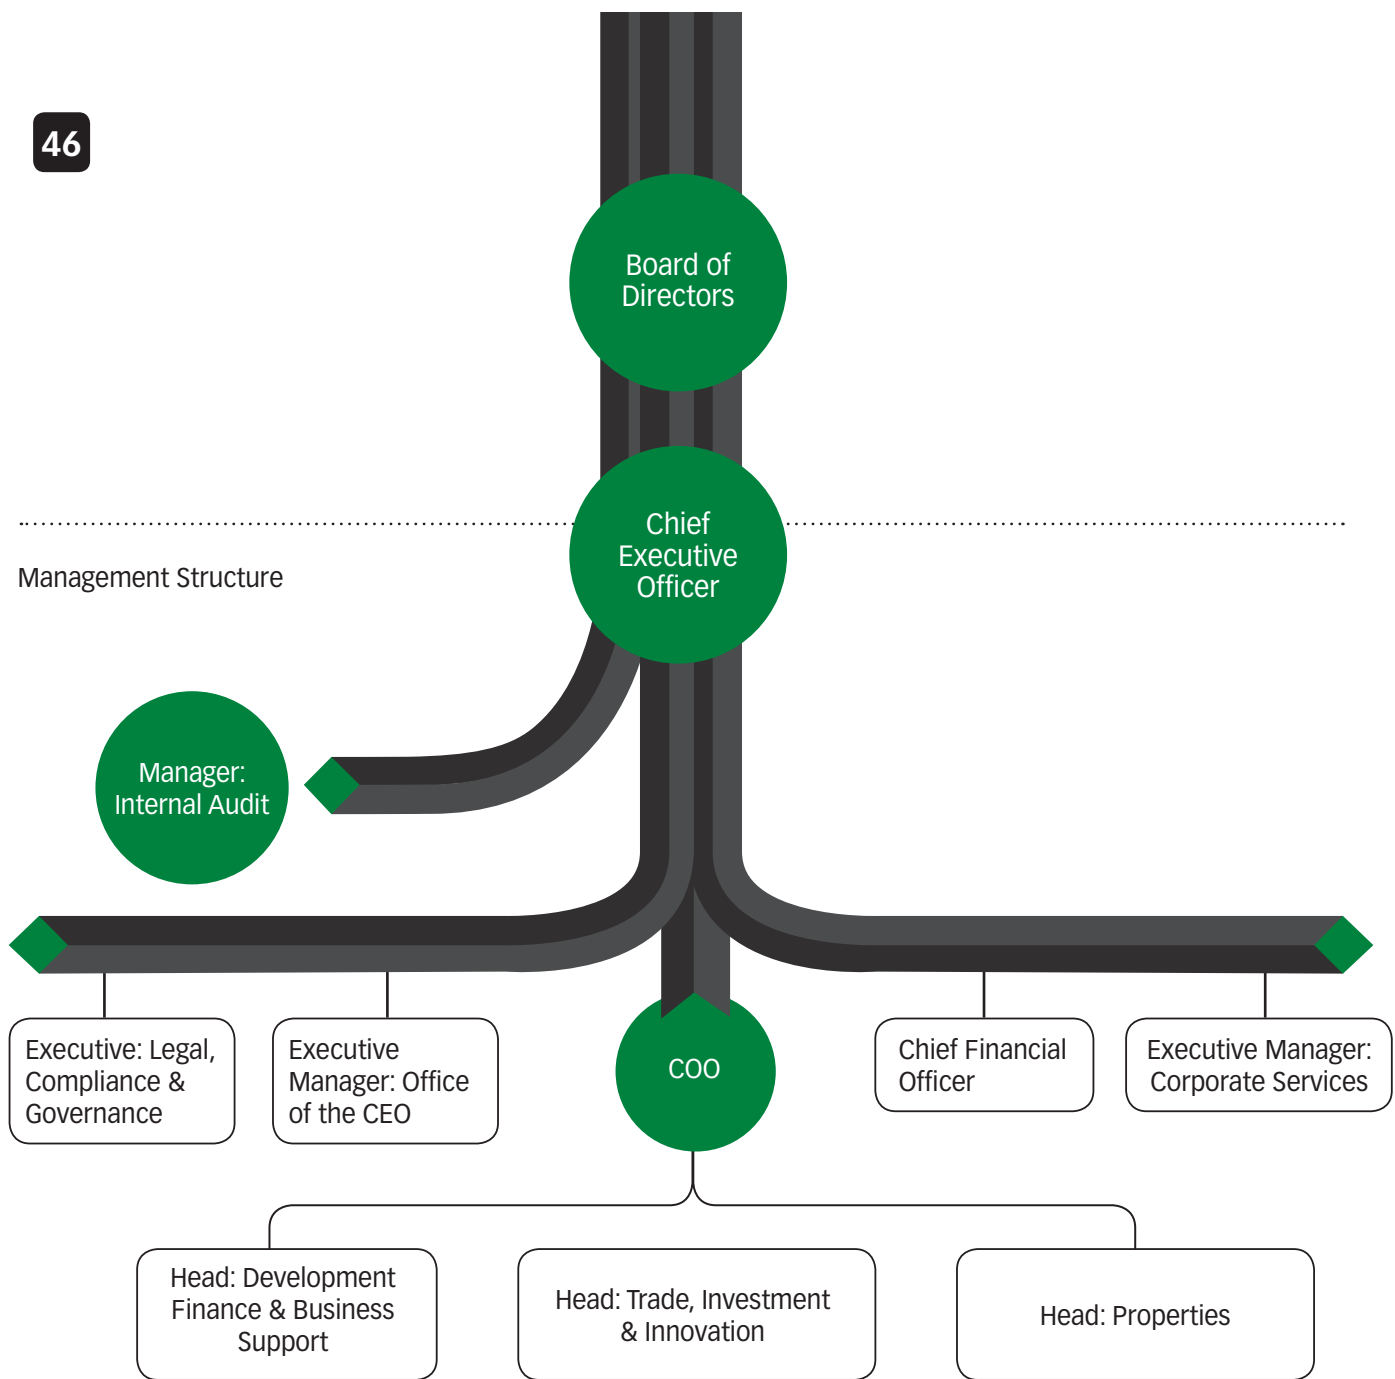 46
Board of
Directors
Chief
Executive
Officer
Management Structure
Manager:
Internal Audit
Executive: Legal,
Compliance &
Governance
Executive
Manager: Office
of the CEO
COO
Chief Financial
Officer
Executive Manager:
Corporate Services
Head: Development
Finance & Business
Support
Head: Trade, Investment
& Innovation
Head: Properties